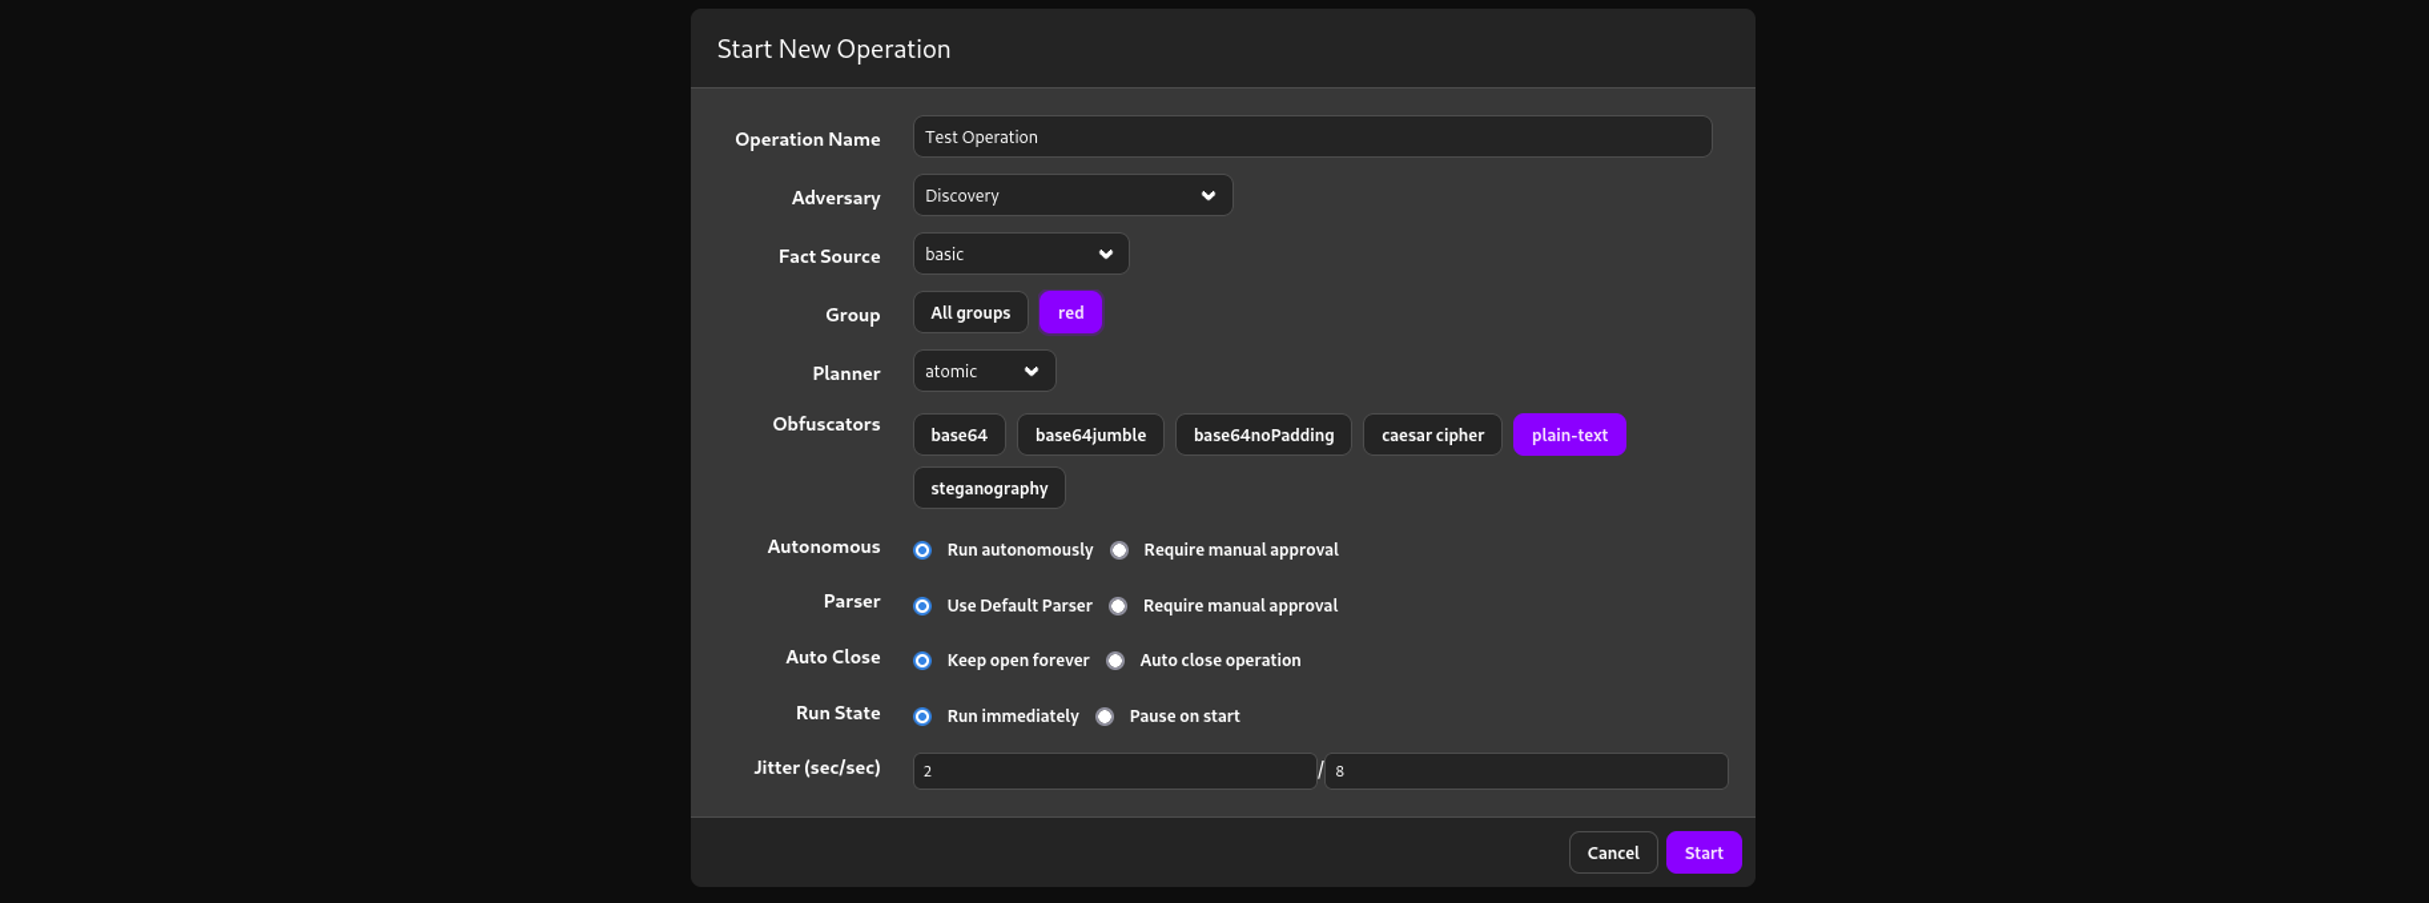 Start New Operation
Operation Name Test Operation
Adversary Discovery
Fact Source basic
Group All groups red
Planner atomic
Obfuscators base64 base64jumble base64noPadding caesar cipher plain-text
steganography
Autonomous Run autonomously Require manual approval
Parser Use Default Parser Require manual approval
Auto Close Keep open forever Auto close operation
Run State Run immediately Pause on start
Jitter (sec/sec) 2 / 8
Cancel Start